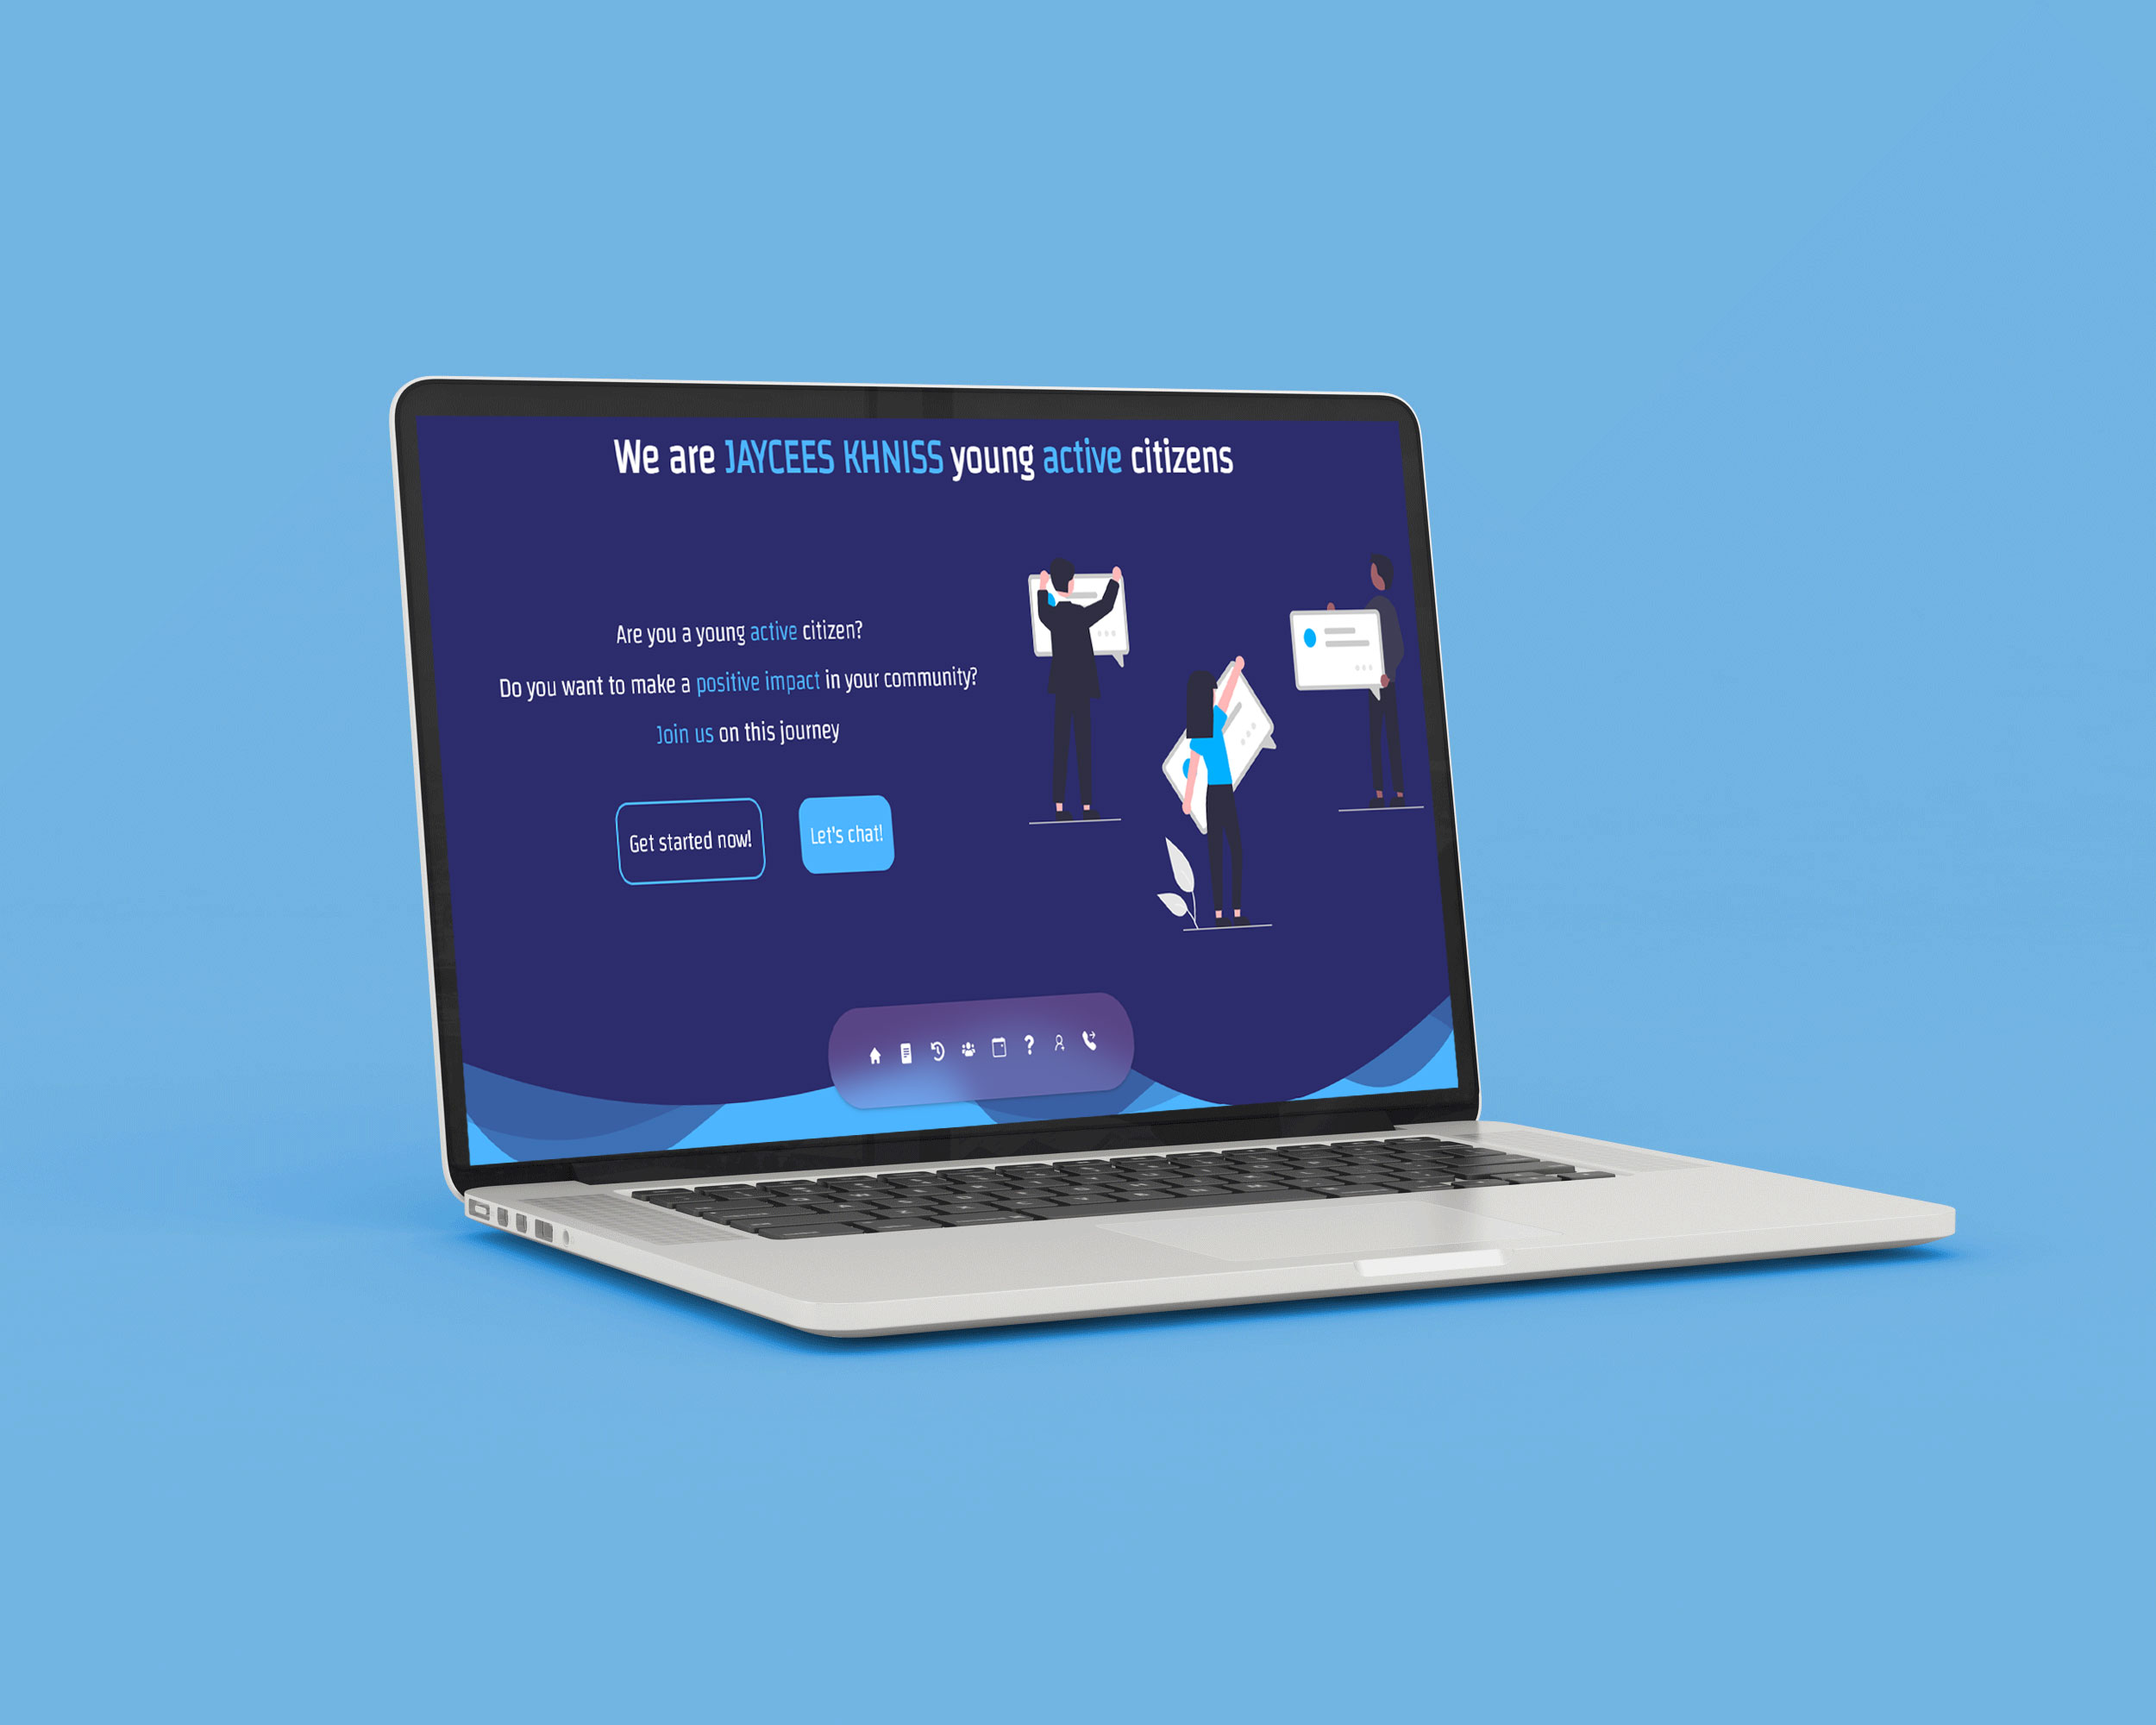 We are JAYCEES KHNISS young active citizens
Are you a young active citizen?
Do you want to make a positive impact in your community?
Join us on this journey
Get started now!
Let's chat!
?